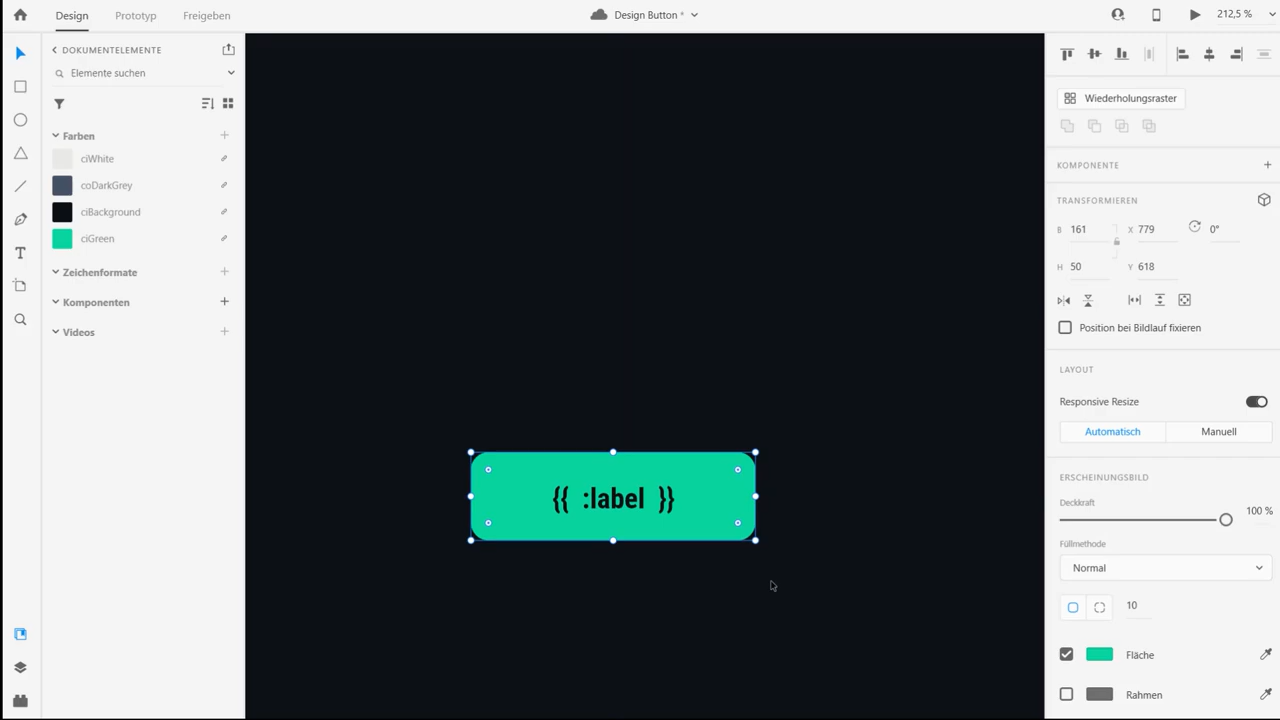 Design Prototyp Freigeben Design Button * 212,5 %
DOKUMENTELEMENTE
Elemente suchen
Farben
ciWhite
coDarkGrey
ciBackground
ciGreen
Zeichenformate
Komponenten
Videos
{{ :label }}
Wiederholungsraster
KOMPONENTE
TRANSFORMIEREN
B 161 X 779 0°
H 50 Y 618
Position bei Bildlauf fixieren
LAYOUT
Responsive Resize
Automatisch Manuell
ERSCHEINUNGSBILD
Deckkraft
100 %
Füllmethode
Normal
10
Fläche
Rahmen